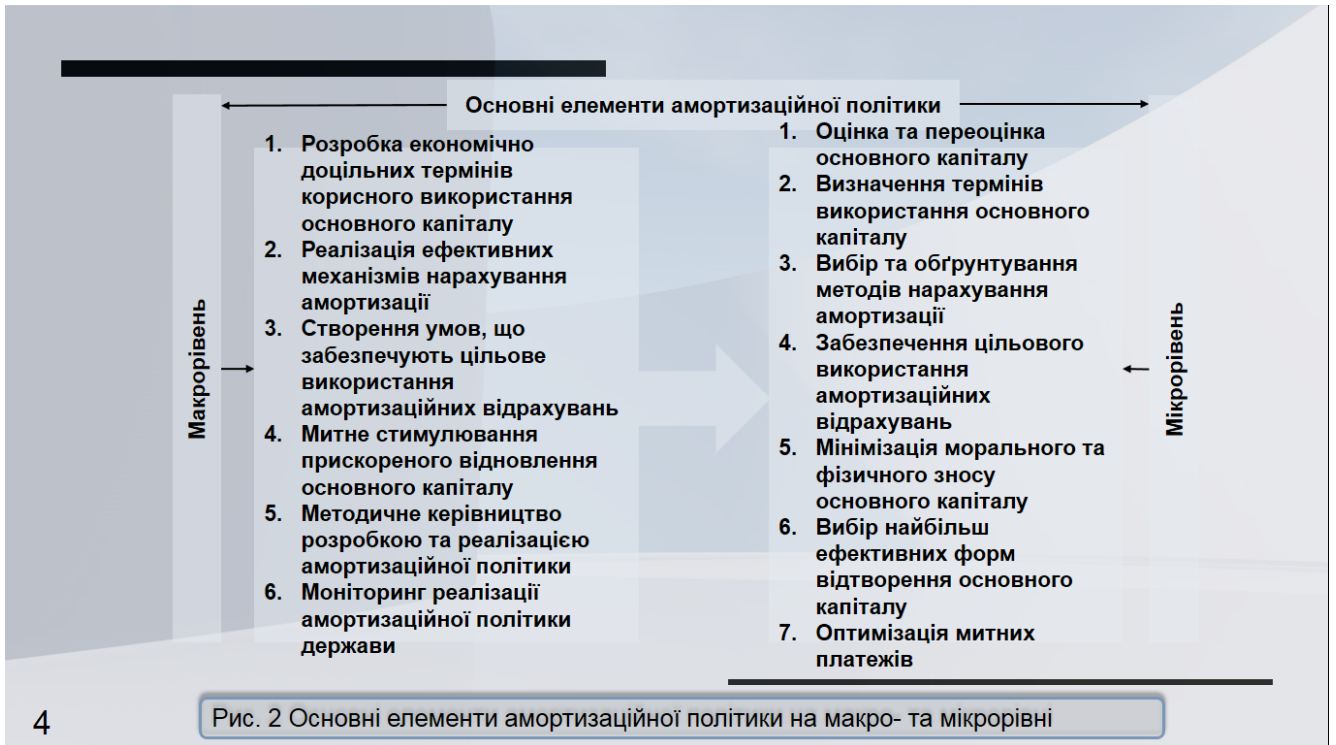 Основні елементи амортизаційної політики
Макрорівень
1. Розробка економічно
доцільних термінів
корисного використання
основного капіталу
2. Реалізація ефективних
механізмів нарахування
амортизації
3. Створення умов, що
забезпечують цільове
використання
амортизаційних відрахувань
4. Митне стимулювання
прискореного відновлення
основного капіталу
5. Методичне керівництво
розробкою та реалізацією
амортизаційної політики
6. Моніторинг реалізації
амортизаційної політики
держави
1. Оцінка та переоцінка
основного капіталу
2. Визначення термінів
використання основного
капіталу
3. Вибір та обґрунтування
методів нарахування
амортизації
4. Забезпечення цільового
використання
амортизаційних
відрахувань
5. Мінімізація морального та
фізичного зносу
основного капіталу
6. Вибір найбільш
ефективних форм
відтворення основного
капіталу
7. Оптимізація митних
платежів
Мікрорівень
4
Рис. 2 Основні елементи амортизаційної політики на макро- та мікрорівні